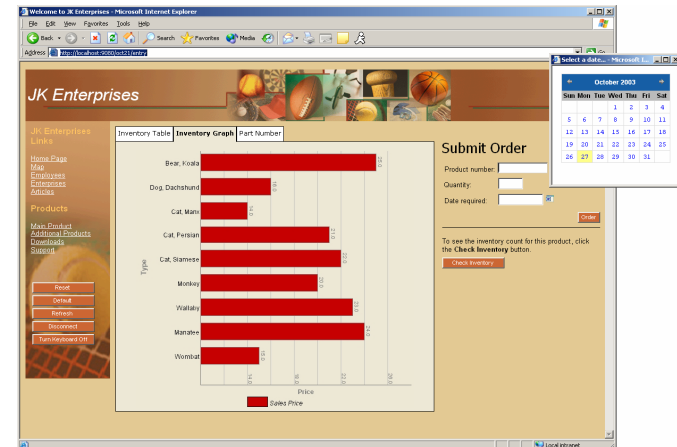 Welcome to JK Enterprises - Microsoft Internet Explorer
File Edit View Favorites Tools Help
Back Search Favorites Media
Address http://localhost:9080/oct21/entry Go
Select a date... - Microsoft I...
October 2003
Sun Mon Tue Wed Thu Fri Sat
1 2 3 4
5 6 7 8 9 10 11
12 13 14 15 16 17 18
19 20 21 22 23 24 25
26 27 28 29 30 31
JK Enterprises
JK Enterprises
Links
Home Page
Map
Employees
Enterprises
Articles
Products
Main Product
Additional Products
Downloads
Support
Reset
Default
Refresh
Disconnect
Turn Keyboard Off
Inventory Table Inventory Graph Part Number
Type
Bear, Koala
Dog, Dachshund
Cat, Manx
Cat, Persian
Cat, Siamese
Monkey
Wallaby
Manatee
Wombat
Price
Sales Price
Submit Order
Product number:
Quantity:
Date required:
Order
To see the inventory count for this product, click
the Check Inventory button.
Check Inventory
Local intranet